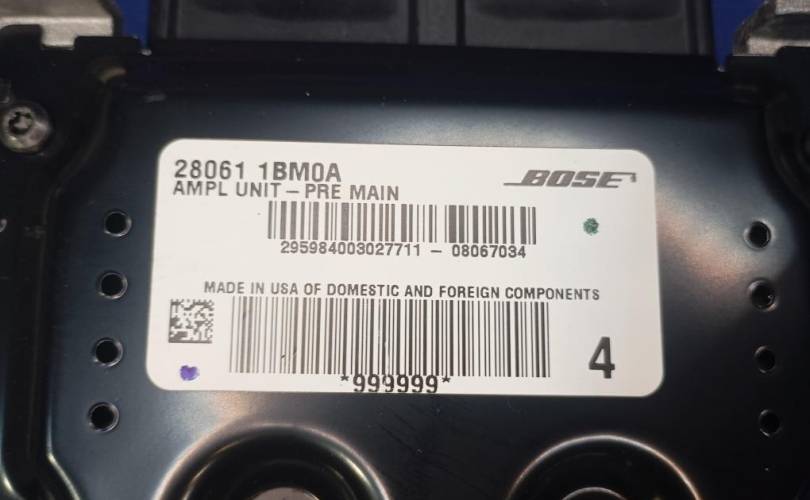 28061 1BM0A
BOSE
AMPL UNIT – PRE MAIN
295984003027711 – 08067034
MADE IN USA OF DOMESTIC AND FOREIGN COMPONENTS
4
*999999*